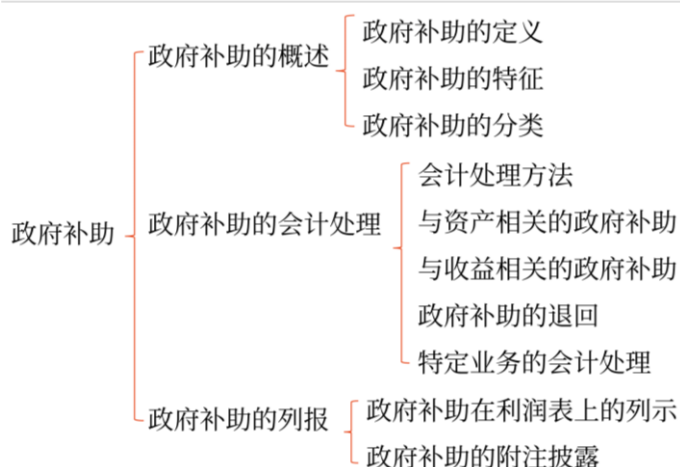 政府补助
政府补助的概述
政府补助的定义
政府补助的特征
政府补助的分类
政府补助的会计处理
会计处理方法
与资产相关的政府补助
与收益相关的政府补助
政府补助的退回
特定业务的会计处理
政府补助的列报
政府补助在利润表上的列示
政府补助的附注披露